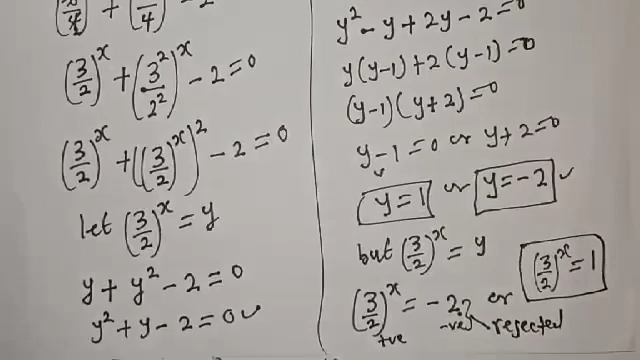 (3/2)^x + (3²/2²)^x - 2 = 0
(3/2)^x + ((3/2)^x)² - 2 = 0
let (3/2)^x = y
y + y² - 2 = 0
y² + y - 2 = 0 ✓
y² - y + 2y - 2 = 0
y(y-1) + 2(y-1) = 0
(y-1)(y+2) = 0
y-1 = 0 or y+2 = 0
y = 1 or y = -2 ✓
but (3/2)^x = y
(3/2)^x = -2? or (3/2)^x = 1
+ve -ve rejected